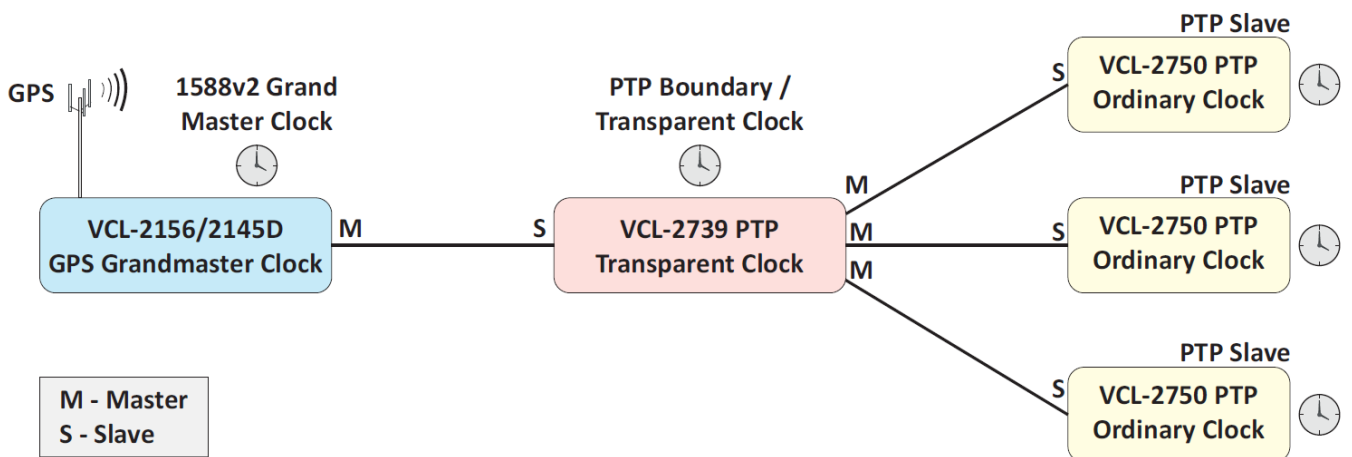 GPS
1588v2 Grand
Master Clock
VCL-2156/2145D
GPS Grandmaster Clock
M
S
PTP Boundary /
Transparent Clock
VCL-2739 PTP
Transparent Clock
M
M
M
PTP Slave
S
VCL-2750 PTP
Ordinary Clock
PTP Slave
S
VCL-2750 PTP
Ordinary Clock
PTP Slave
S
VCL-2750 PTP
Ordinary Clock
M - Master
S - Slave